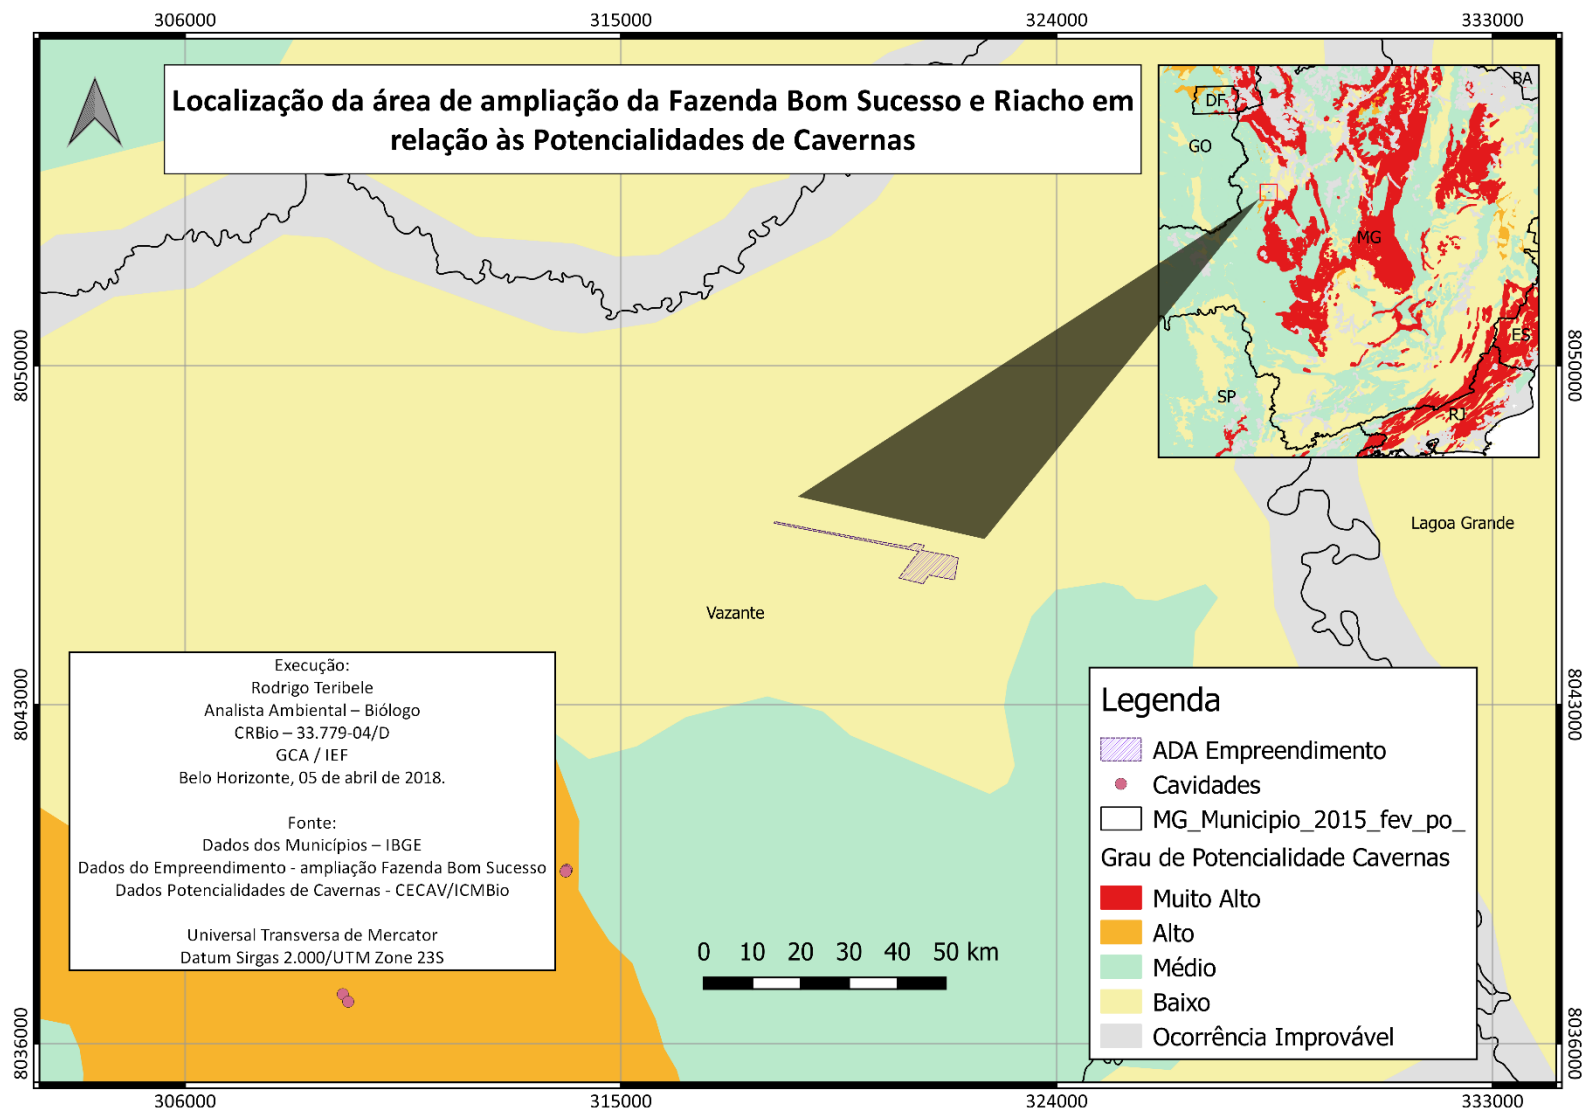 306000
315000
324000
333000
Localização da área de ampliação da Fazenda Bom Sucesso e Riacho em
relação às Potencialidades de Cavernas
BA
DF
GO
MG
ES
SP
RJ
8050000
8050000
Lagoa Grande
Vazante
8043000
8043000
Execução:
Rodrigo Teribele
Analista Ambiental – Biólogo
CRBio – 33.779-04/D
GCA / IEF
Belo Horizonte, 05 de abril de 2018.
Fonte:
Dados dos Municípios – IBGE
Dados do Empreendimento - ampliação Fazenda Bom Sucesso
Dados Potencialidades de Cavernas - CECAV/ICMBio
Universal Transversa de Mercator
Datum Sirgas 2.000/UTM Zone 23S
0 10 20 30 40 50 km
Legenda
ADA Empreendimento
Cavidades
MG_Municipio_2015_fev_po_
Grau de Potencialidade Cavernas
Muito Alto
Alto
Médio
Baixo
Ocorrência Improvável
8036000
8036000
306000
315000
324000
333000